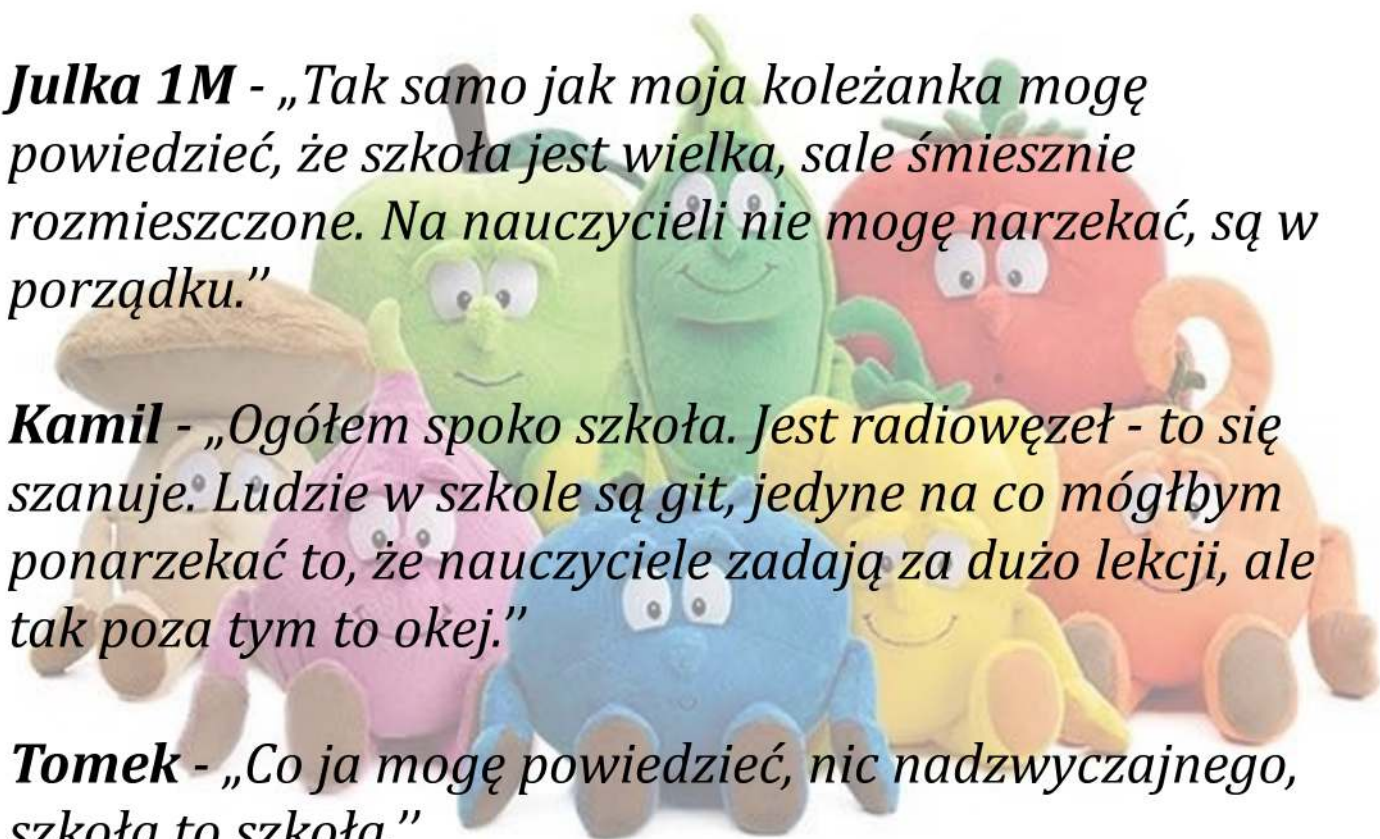 Julka 1M - „Tak samo jak moja koleżanka mogę
powiedzieć, że szkoła jest wielka, sale śmiesznie
rozmieszczone. Na nauczycieli nie mogę narzekać, są w
porządku.”
Kamil - „Ogółem spoko szkoła. Jest radiowęzeł - to się
szanuje. Ludzie w szkole są git, jedyne na co mógłbym
ponarzekać to, że nauczyciele zadają za dużo lekcji, ale
tak poza tym to okej.”
Tomek - „Co ja mogę powiedzieć, nic nadzwyczajnego,
szkoła to szkoła.”